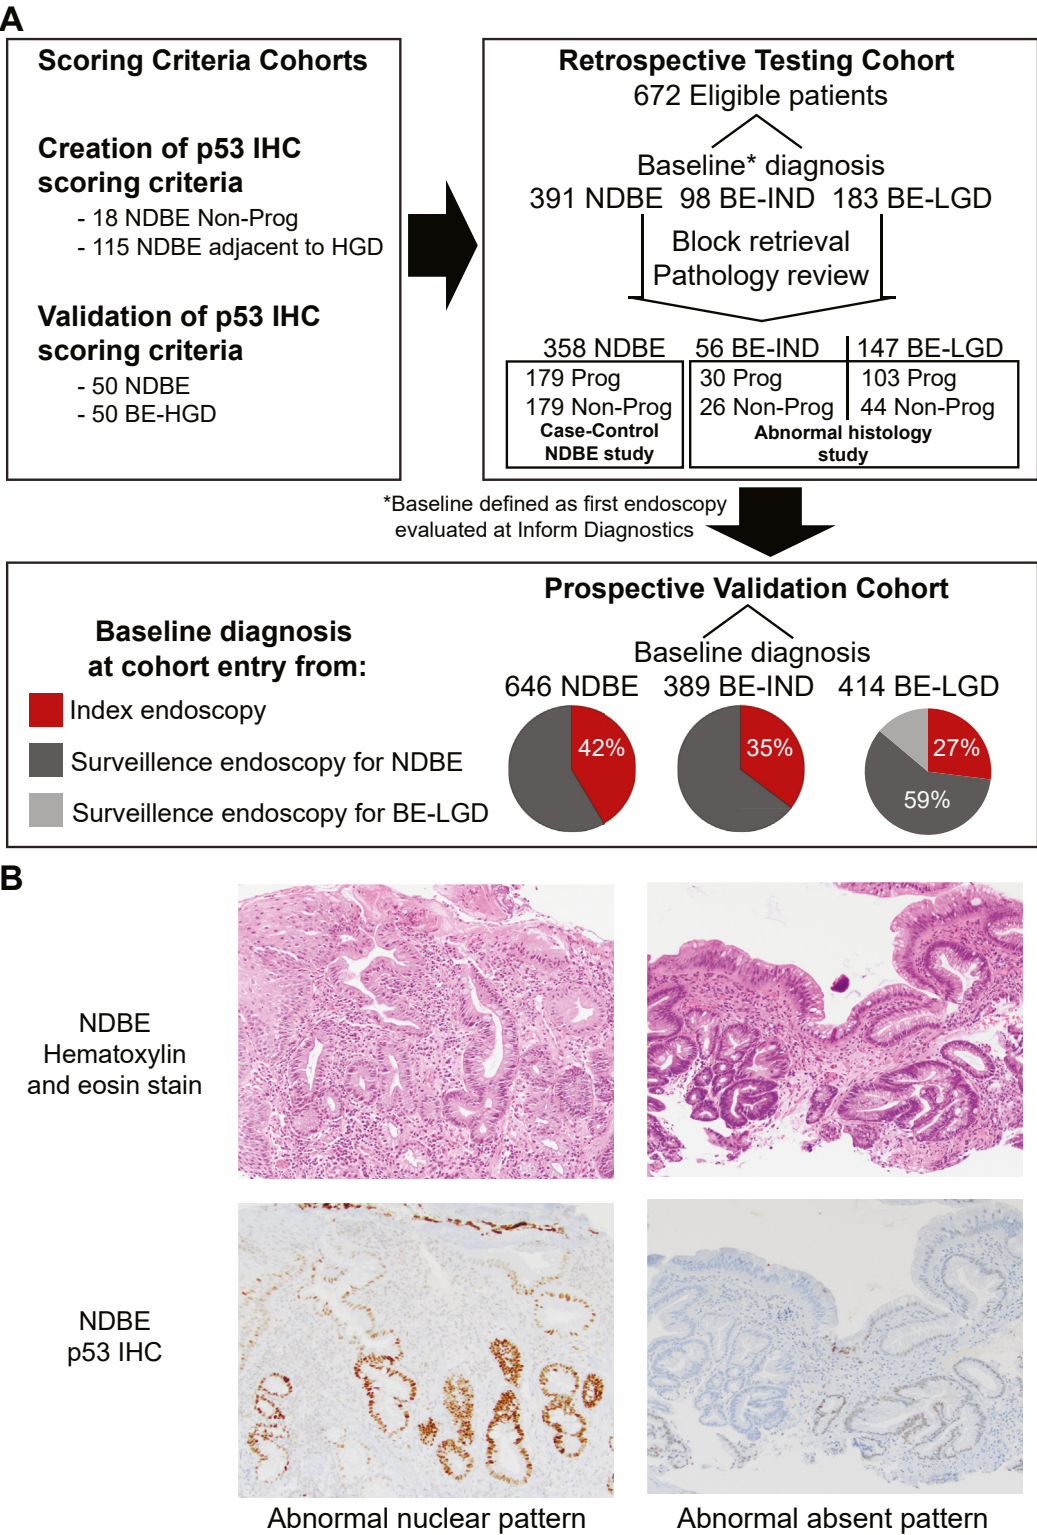 A
Scoring Criteria Cohorts
Creation of p53 IHC
scoring criteria
- 18 NDBE Non-Prog
- 115 NDBE adjacent to HGD
Validation of p53 IHC
scoring criteria
- 50 NDBE
- 50 BE-HGD
Retrospective Testing Cohort
672 Eligible patients
Baseline* diagnosis
391 NDBE 98 BE-IND 183 BE-LGD
Block retrieval
Pathology review
358 NDBE 56 BE-IND 147 BE-LGD
179 Prog
179 Non-Prog
Case-Control
NDBE study
30 Prog 103 Prog
26 Non-Prog 44 Non-Prog
Abnormal histology
study
*Baseline defined as first endoscopy
evaluated at Inform Diagnostics
Baseline diagnosis
at cohort entry from:
Index endoscopy
Surveillence endoscopy for NDBE
Surveillence endoscopy for BE-LGD
Prospective Validation Cohort
Baseline diagnosis
646 NDBE 389 BE-IND 414 BE-LGD
42% 35% 27%
59%
B
NDBE
Hematoxylin
and eosin stain
NDBE
p53 IHC
Abnormal nuclear pattern
Abnormal absent pattern